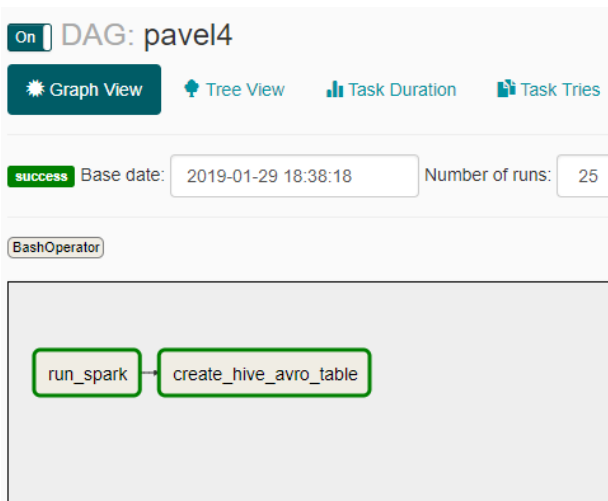 On DAG: pavel4
Graph View Tree View Task Duration Task Tries
success Base date: 2019-01-29 18:38:18 Number of runs: 25
BashOperator
run_spark create_hive_avro_table